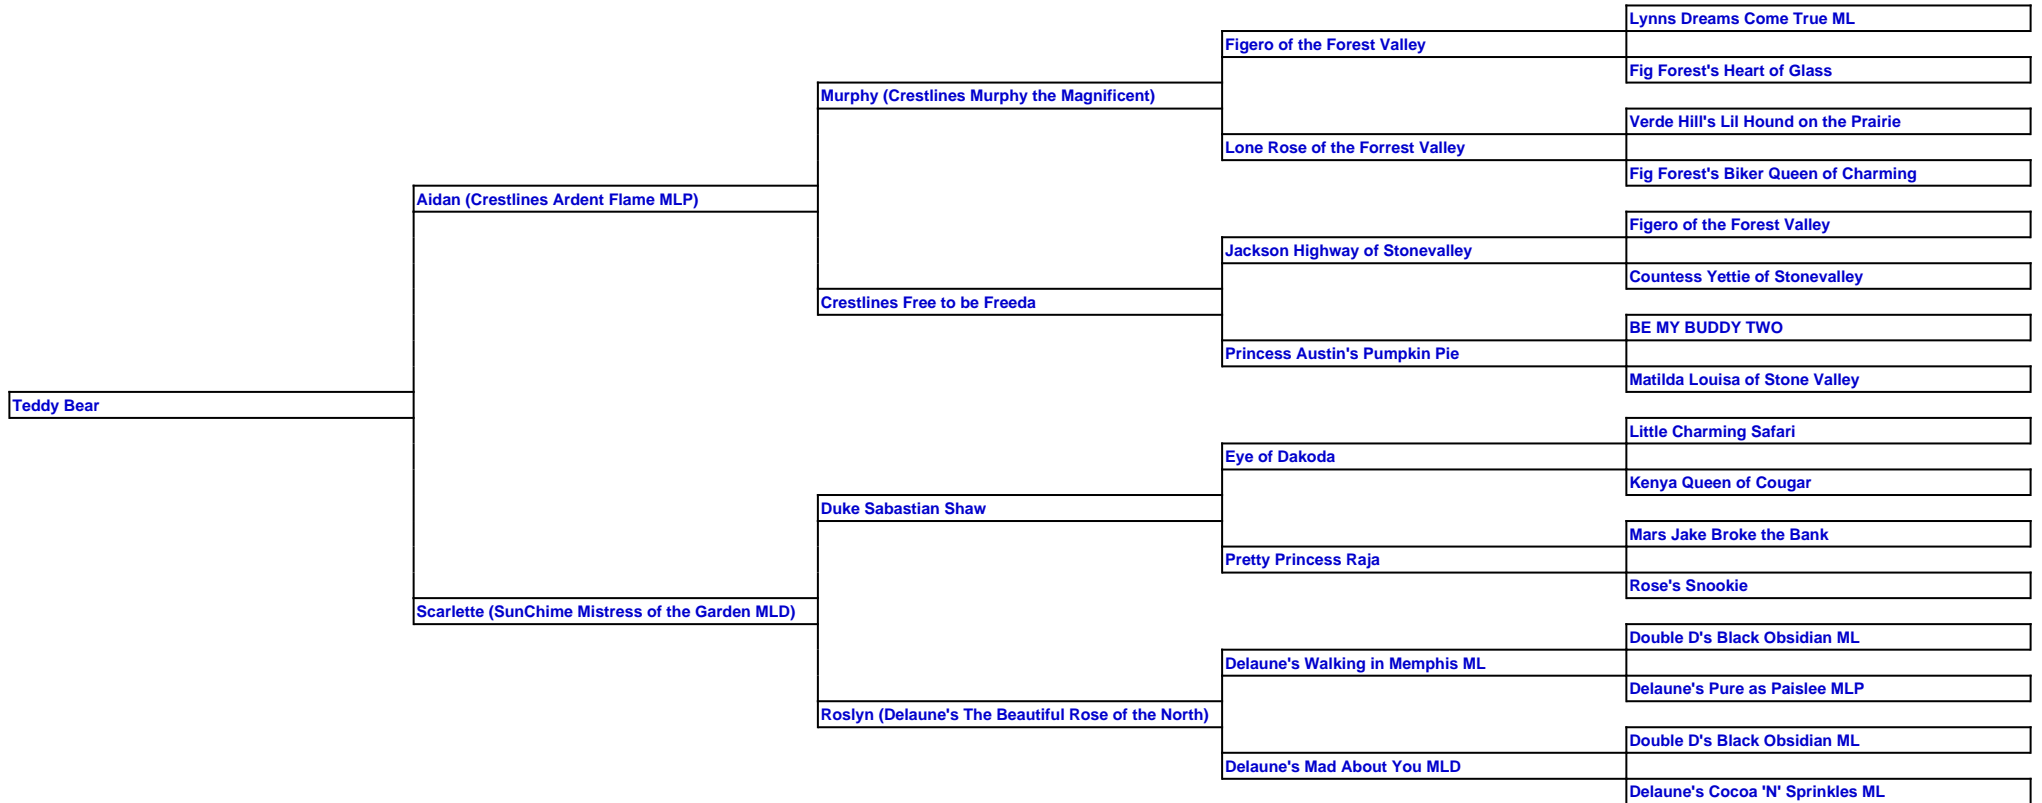 Lynns Dreams Come True ML
Figero of the Forest Valley
Fig Forest's Heart of Glass
Murphy (Crestlines Murphy the Magnificent)
Verde Hill's Lil Hound on the Prairie
Lone Rose of the Forrest Valley
Fig Forest's Biker Queen of Charming
Aidan (Crestlines Ardent Flame MLP)
Figero of the Forest Valley
Jackson Highway of Stonevalley
Countess Yettie of Stonevalley
Crestlines Free to be Freeda
BE MY BUDDY TWO
Princess Austin's Pumpkin Pie
Matilda Louisa of Stone Valley
Teddy Bear
Little Charming Safari
Eye of Dakoda
Kenya Queen of Cougar
Duke Sabastian Shaw
Mars Jake Broke the Bank
Pretty Princess Raja
Rose's Snookie
Scarlette (SunChime Mistress of the Garden MLD)
Double D's Black Obsidian ML
Delaune's Walking in Memphis ML
Delaune's Pure as Paislee MLP
Roslyn (Delaune's The Beautiful Rose of the North)
Double D's Black Obsidian ML
Delaune's Mad About You MLD
Delaune's Cocoa 'N' Sprinkles ML